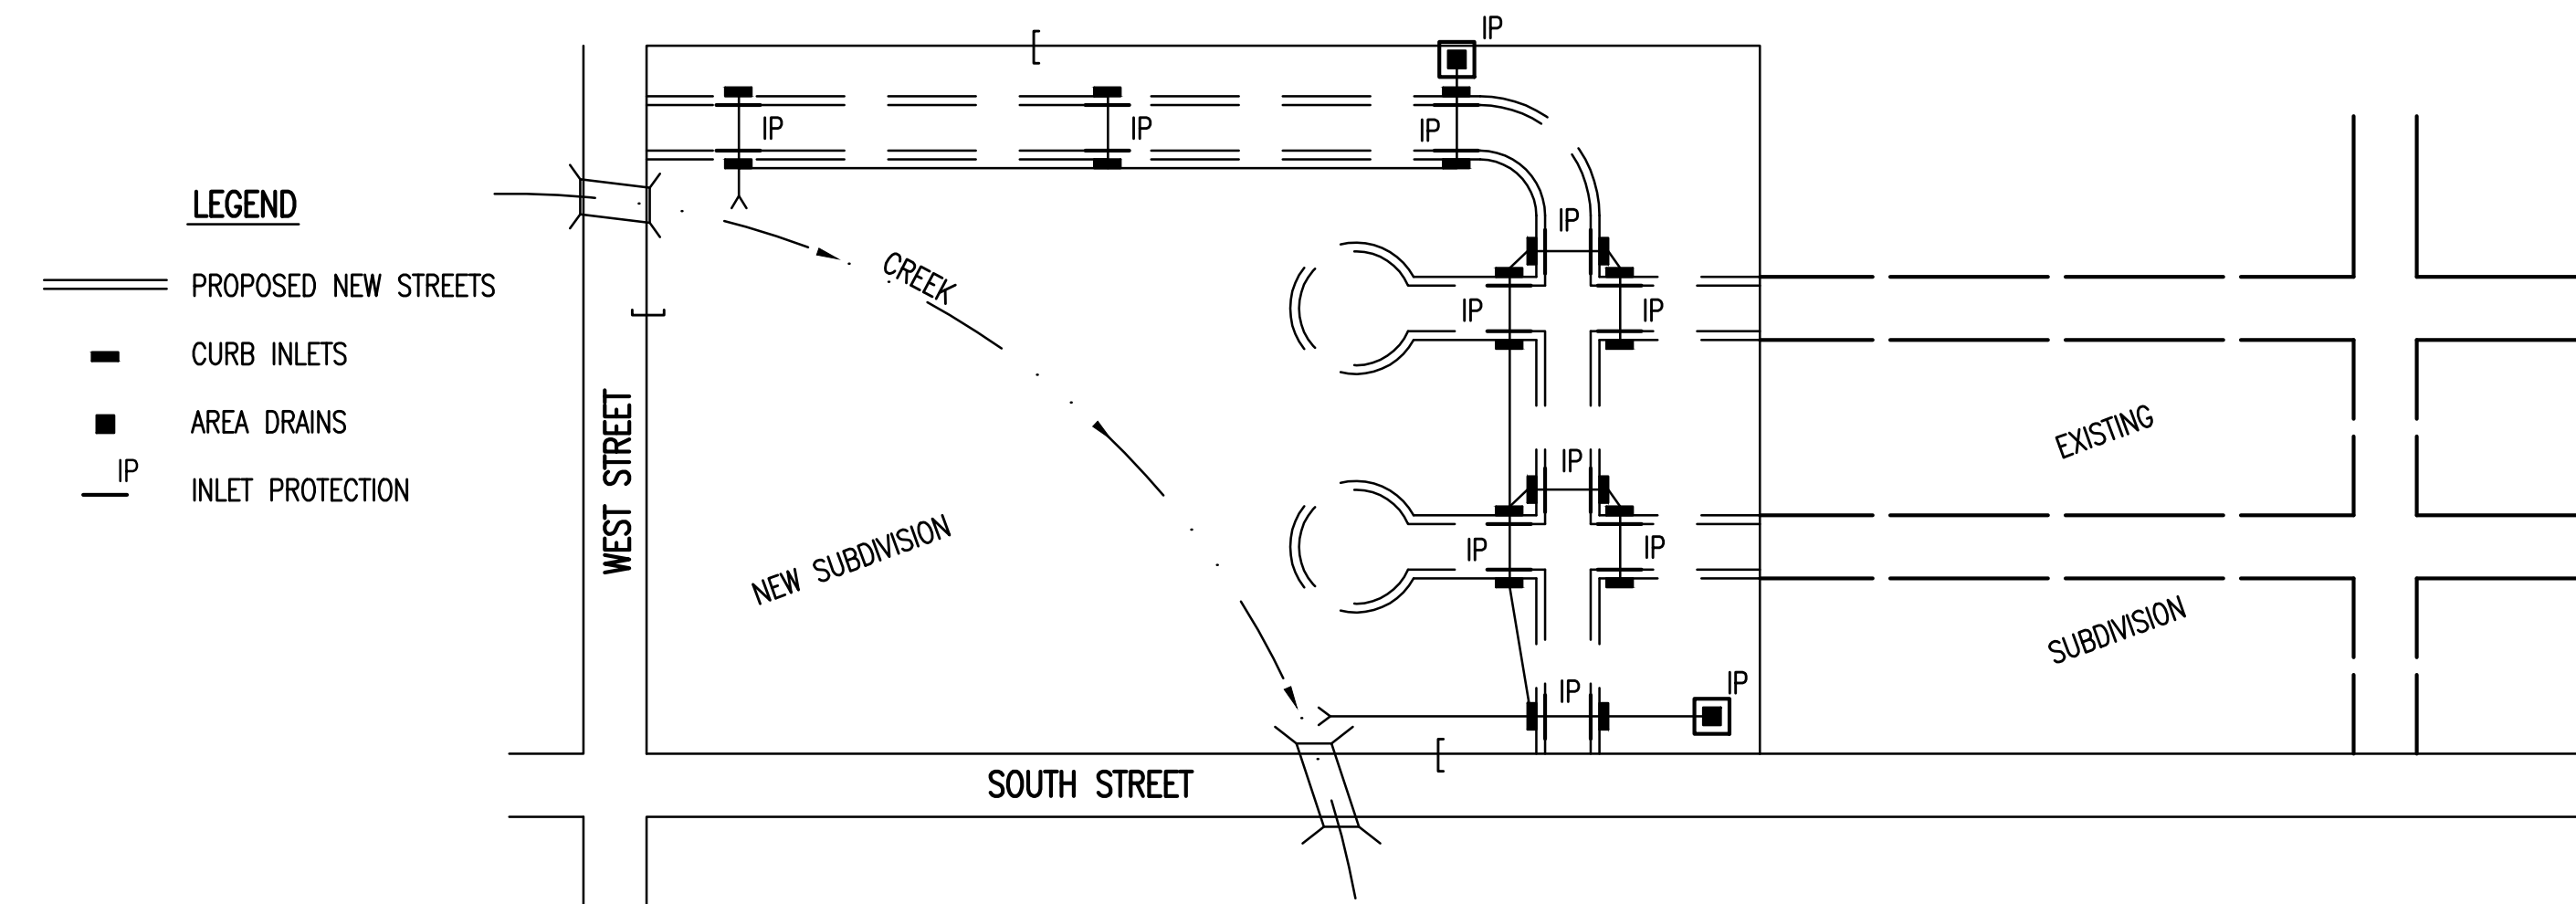 IP
IP
IP
IP
LEGEND
PROPOSED NEW STREETS
CURB INLETS
AREA DRAINS
IP
INLET PROTECTION
WEST STREET
CREEK
NEW SUBDIVISION
IP
IP
IP
IP
IP
IP
IP
IP
SOUTH STREET
EXISTING
SUBDIVISION